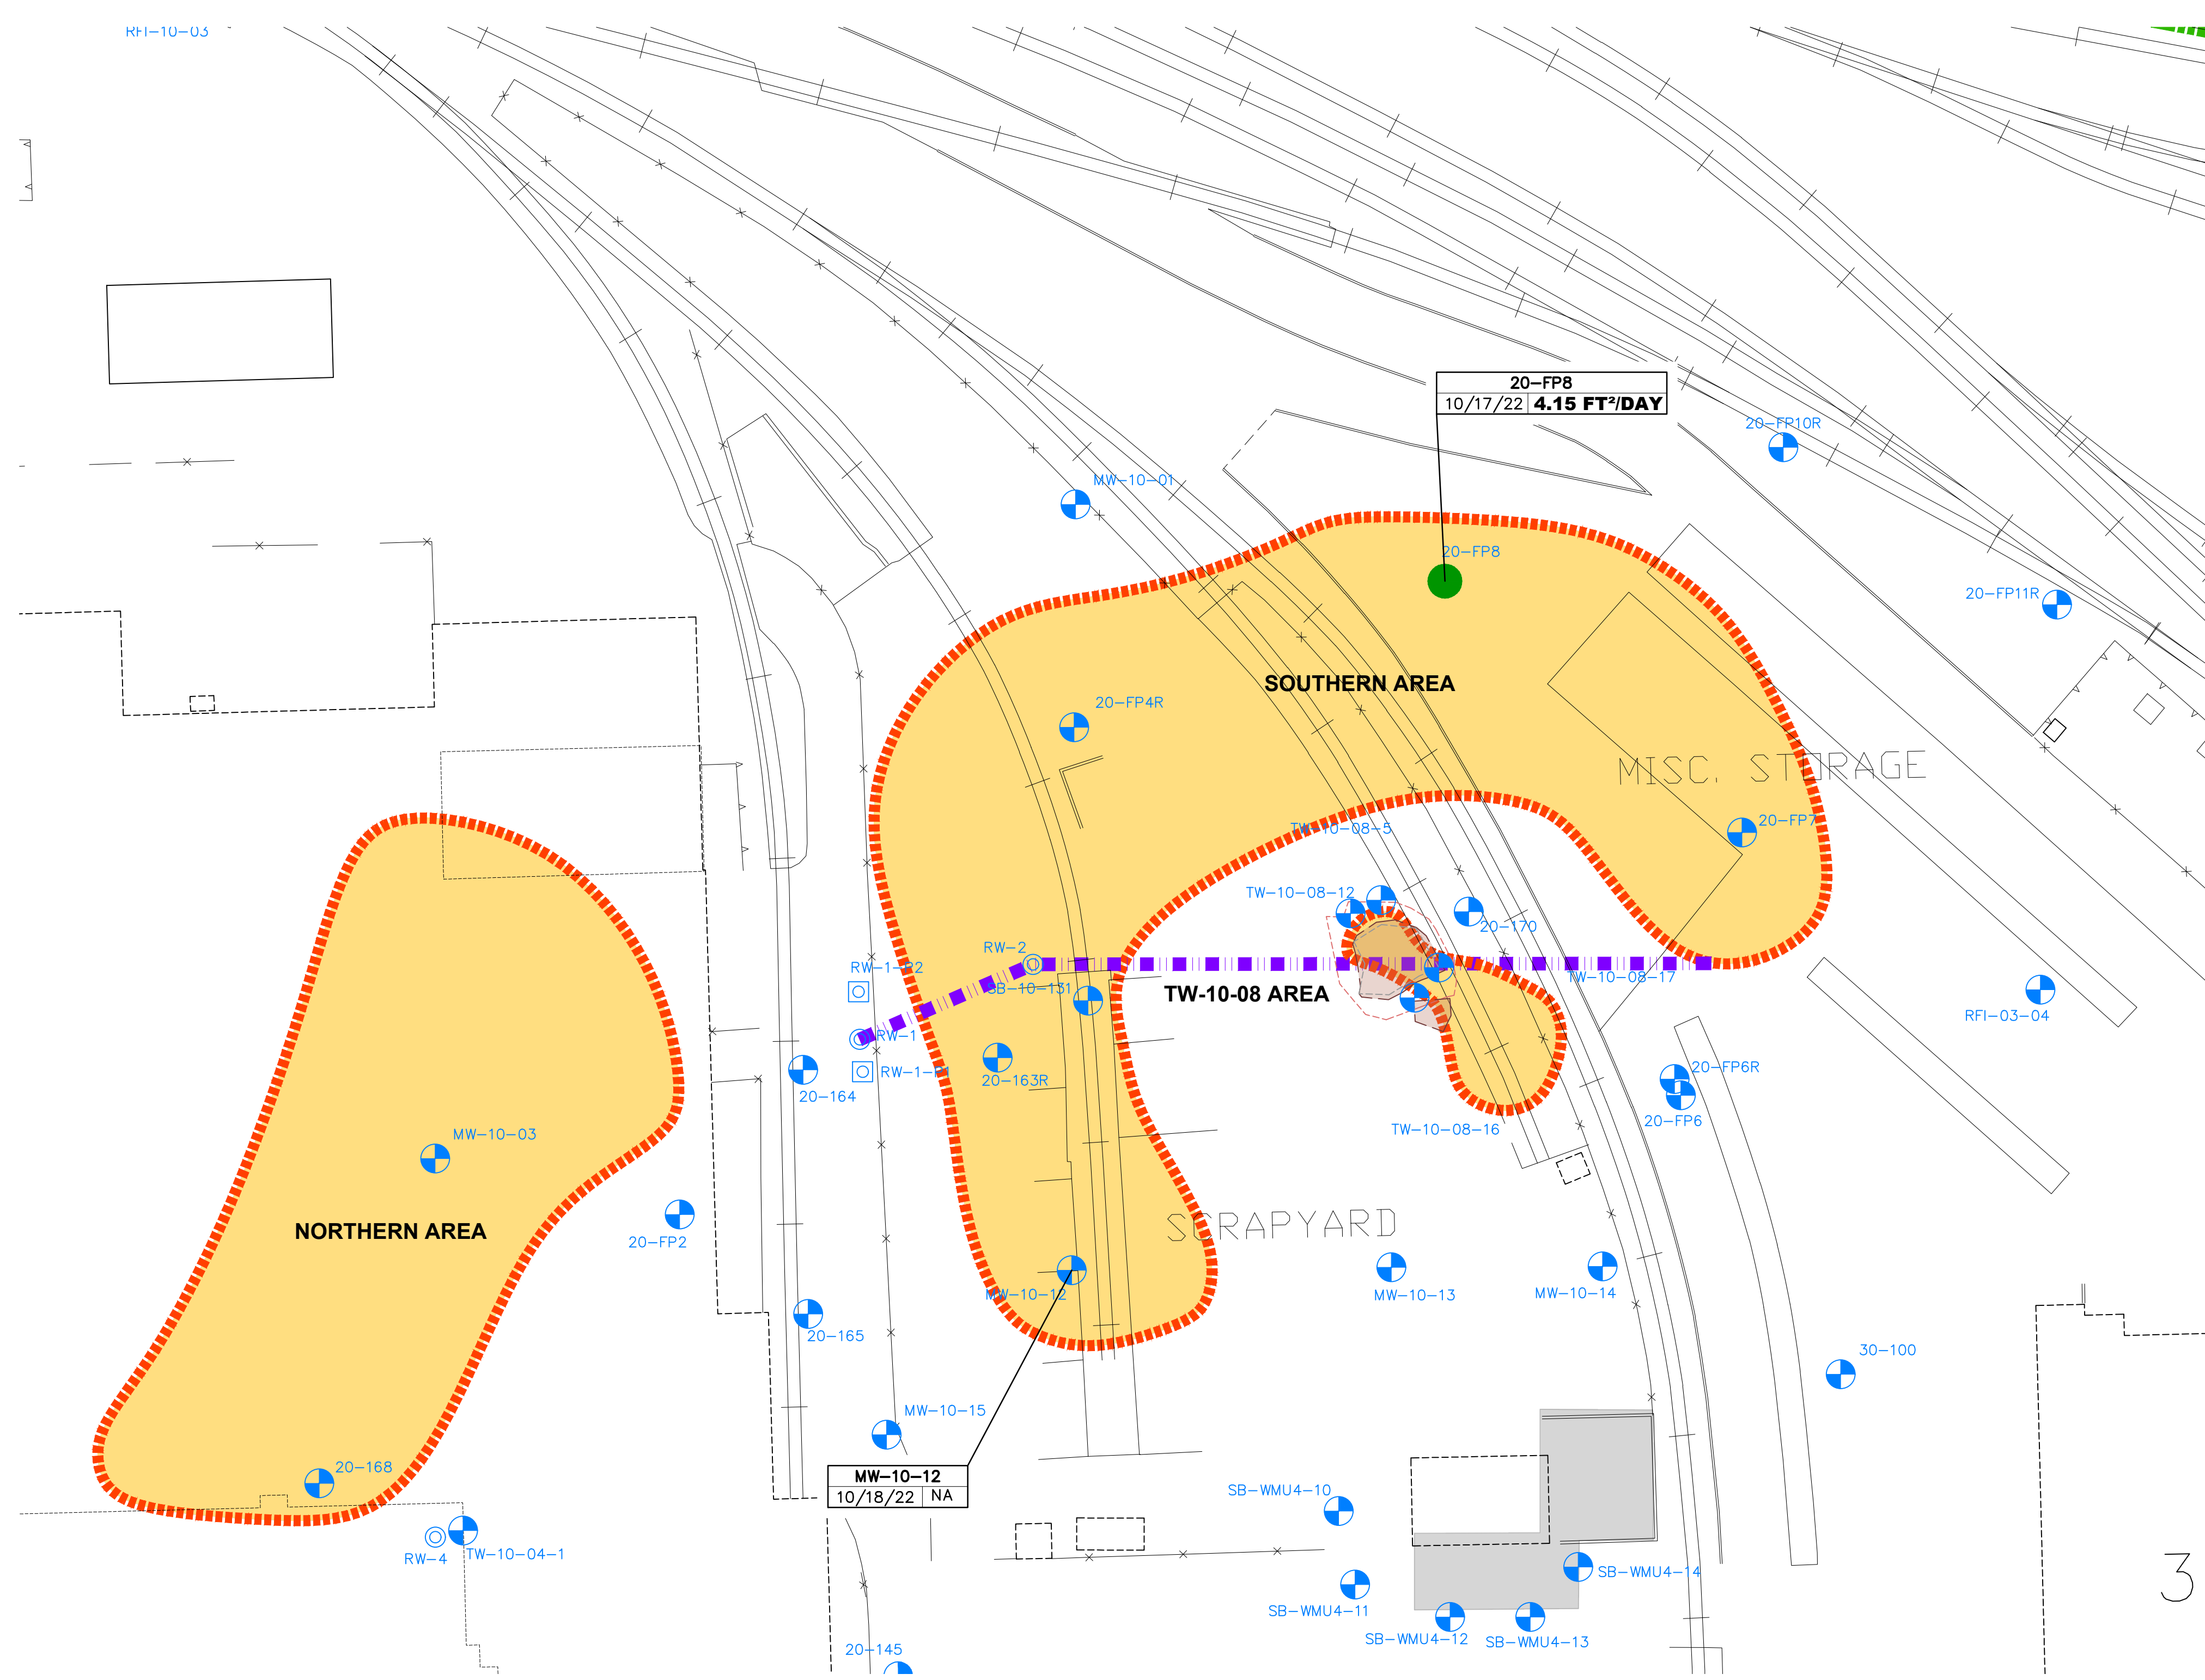 RFI-10-03
20-FP8
10/17/22 4.15 FT²/DAY
20-FP10R
MW-10-01
20-FP8
20-FP11R
SOUTHERN AREA
20-FP4R
MISC. STORAGE
20-FP7
TW-10-08-5
TW-10-08-12
20-170
RW-2
RW-1-P2
TW-10-08-17
SB-10-131
TW-10-08 AREA
RFI-03-04
RW-1
RW-1-P1
20-163R
20-164
20-FP6R
20-FP6
TW-10-08-16
MW-10-03
NORTHERN AREA
20-FP2
SCRAPYARD
MW-10-12
MW-10-13
MW-10-14
20-165
30-100
MW-10-15
20-168
MW-10-12
10/18/22 NA
SB-WMU4-10
RW-4
TW-10-04-1
SB-WMU4-14
3
SB-WMU4-11
SB-WMU4-12
SB-WMU4-13
20-145